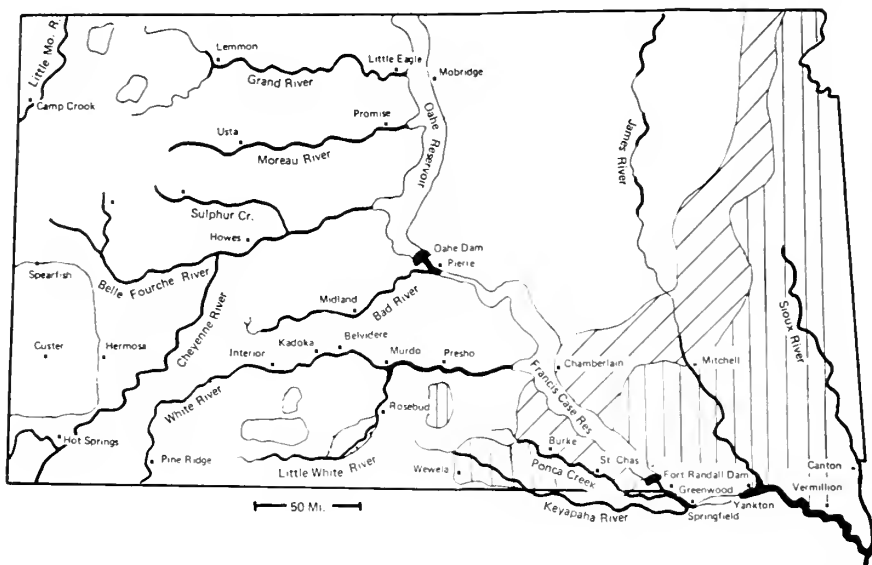 Little Mo. R.
Lemmon
Little Eagle
Mobridge
Grand River
Camp Crook
Promise
Usta
Moreau River
Oahe Reservoir
James River
Sulphur Cr.
Howes
Oahe Dam
Pierre
Spearfish
Belle Fourche River
Bad River
Midland
Sioux River
Cheyenne River
Custer
Hermosa
Interior
Kadoka
Belvidere
Murdo
Presho
Francis Case Res
Chamberlain
Mitchell
White River
Rosebud
Hot Springs
Pine Ridge
Little White River
Wewela
Burke
Ponca Creek
St. Chas
Fort Randall Dam
Greenwood
Canton
Vermillion
Yankton
Springfield
Keyapaha River
50 Mi.